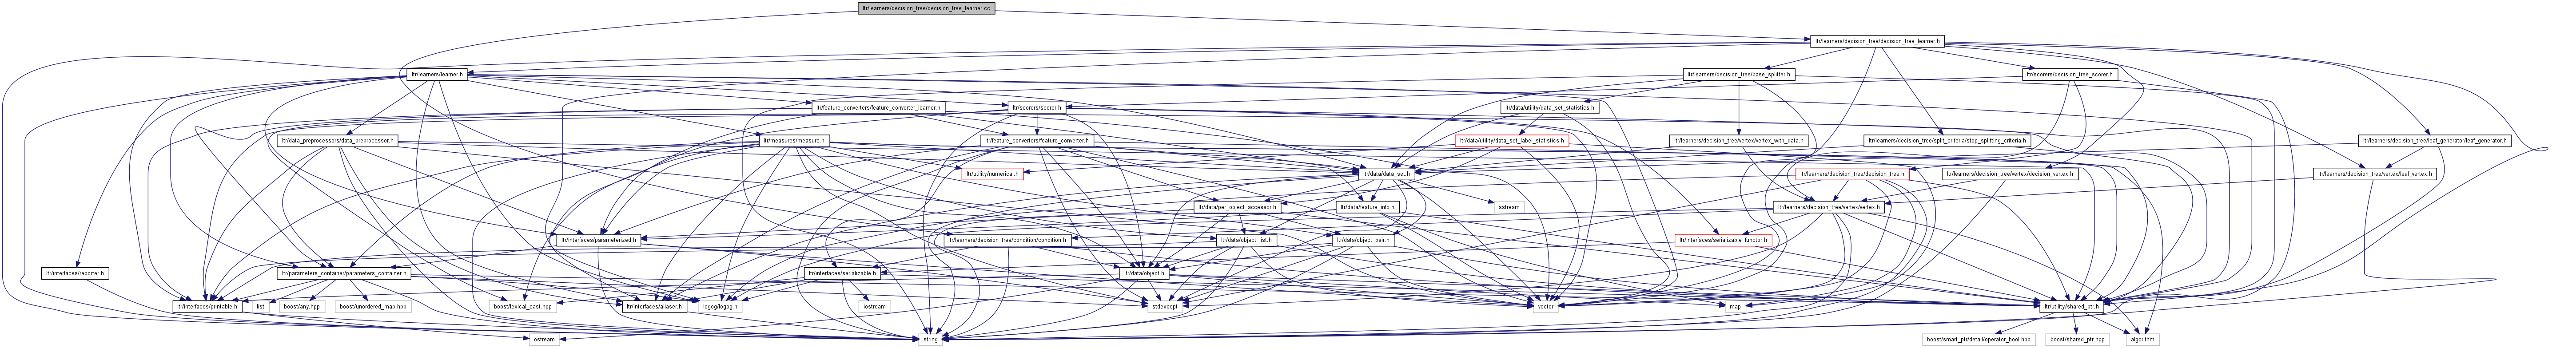 ltr/learners/decision_tree/decision_tree_learner.cc
ltr/learners/decision_tree/decision_tree_learner.h
ltr/learners/learner.h
ltr/learners/decision_tree/base_splitter.h
ltr/scorers/decision_tree_scorer.h
ltr/feature_converters/feature_converter_learner.h
ltr/scorers/scorer.h
ltr/data/utility/data_set_statistics.h
ltr/data_preprocessors/data_preprocessor.h
ltr/measures/measure.h
ltr/feature_converters/feature_converter.h
ltr/data/utility/data_set_label_statistics.h
ltr/learners/decision_tree/vertex/vertex_with_data.h
ltr/learners/decision_tree/split_criteria/stop_splitting_criteria.h
ltr/learners/decision_tree/leaf_generator/leaf_generator.h
ltr/utility/numerical.h
ltr/data/data_set.h
ltr/learners/decision_tree/decision_tree.h
ltr/learners/decision_tree/vertex/decision_vertex.h
ltr/learners/decision_tree/vertex/leaf_vertex.h
ltr/data/per_object_accessor.h
ltr/data/feature_info.h
sstream
ltr/learners/decision_tree/vertex/vertex.h
ltr/interfaces/parameterized.h
ltr/learners/decision_tree/condition/condition.h
ltr/data/object_list.h
ltr/data/object_pair.h
ltr/interfaces/serializable_functor.h
ltr/interfaces/reporter.h
ltr/parameters_container/parameters_container.h
ltr/interfaces/serializable.h
ltr/data/object.h
ltr/interfaces/printable.h
list
boost/any.hpp
boost/unordered_map.hpp
boost/lexical_cast.hpp
ltr/interfaces/aliaser.h
logog/logog.h
iostream
stdexcept
vector
map
ltr/utility/shared_ptr.h
ostream
string
boost/smart_ptr/detail/operator_bool.hpp
boost/shared_ptr.hpp
algorithm